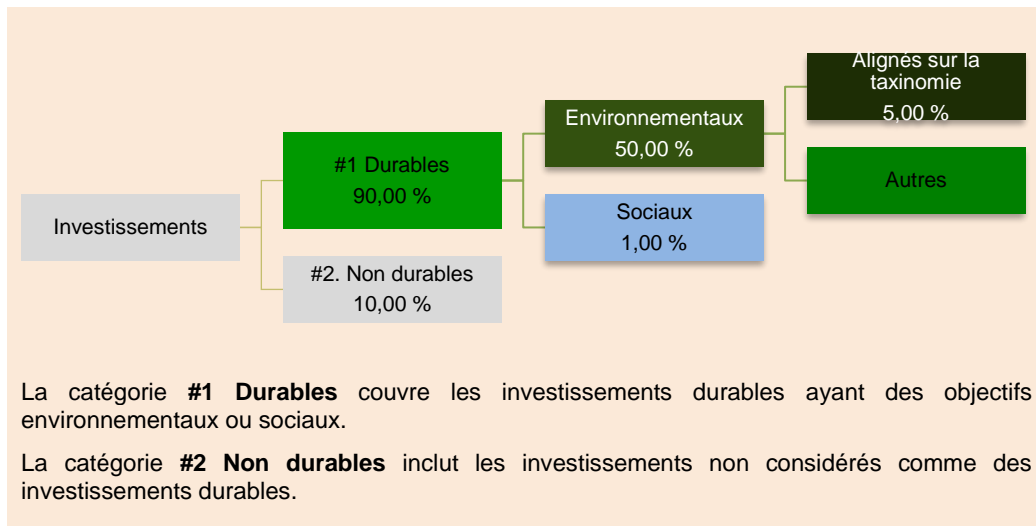 Alignés sur la
taxinomie
5,00 %
Environnementaux
50,00 %
#1 Durables
90,00 %
Autres
Sociaux
1,00 %
Investissements
#2. Non durables
10,00 %
La catégorie #1 Durables couvre les investissements durables ayant des objectifs
environnementaux ou sociaux.
La catégorie #2 Non durables inclut les investissements non considérés comme des
investissements durables.